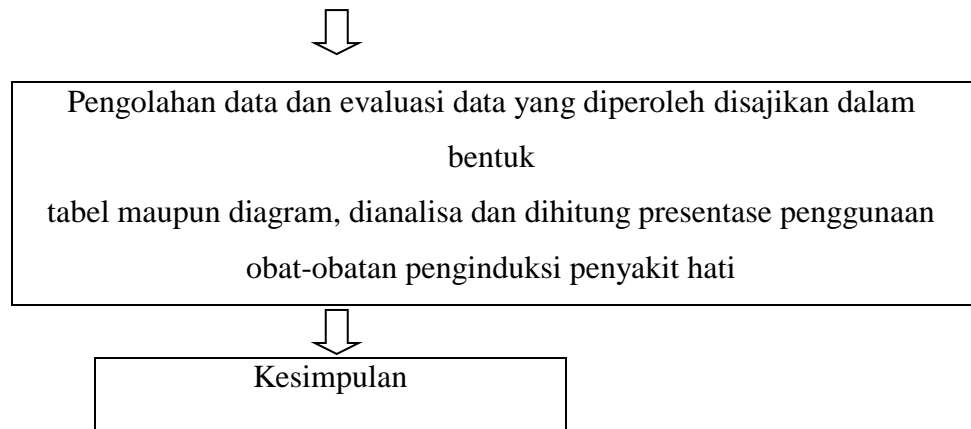 Pengolahan data dan evaluasi data yang diperoleh disajikan dalam
bentuk
tabel maupun diagram, dianalisa dan dihitung presentase penggunaan
obat-obatan penginduksi penyakit hati
Kesimpulan